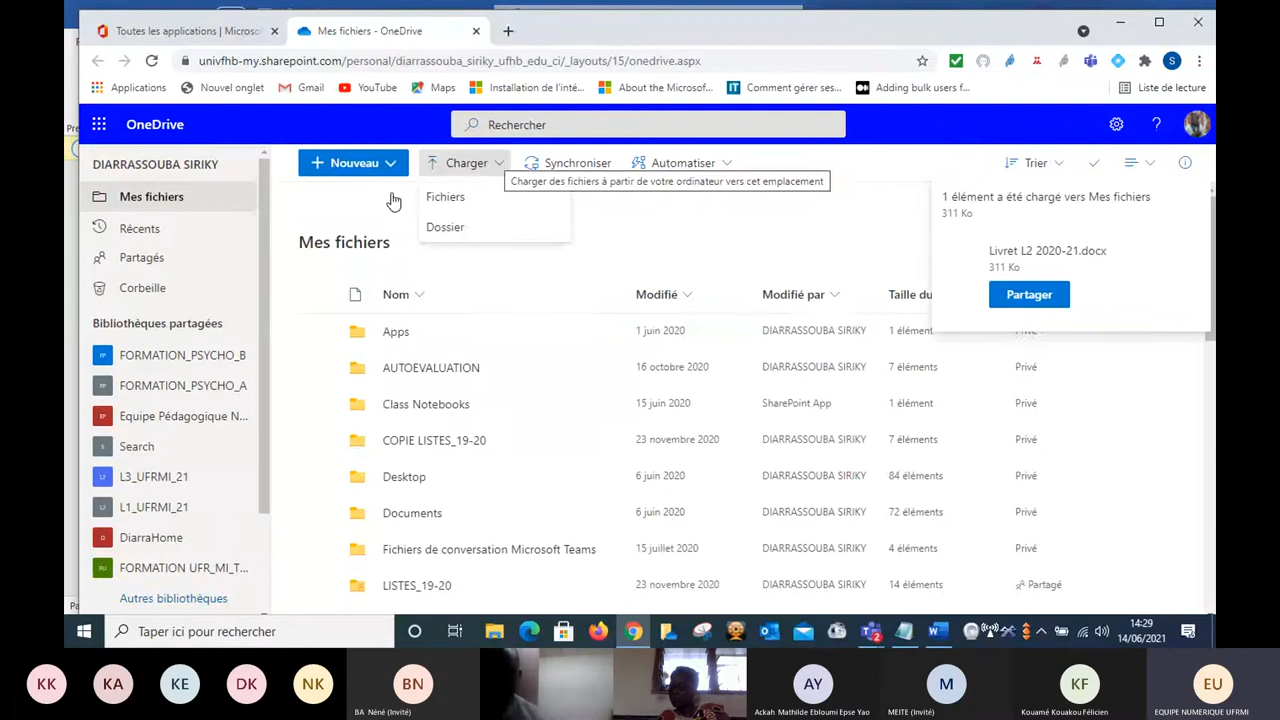 Toutes les applications | Microso
Mes fichiers - OneDrive
univfhb-my.sharepoint.com/personal/diarrassouba_siriky_ufhb_edu_ci/_layouts/15/onedrive.aspx
S
Applications
Nouvel onglet
Gmail
YouTube
Maps
Installation de l'inté...
About the Microsof...
IT
Comment gérer ses...
Adding bulk users f...
Liste de lecture
OneDrive
Rechercher
DIARRASSOUBA SIRIKY
Nouveau
Charger
Synchroniser
Automatiser
Trier
Charger des fichiers à partir de votre ordinateur vers cet emplacement
Mes fichiers
Récents
Partagés
Corbeille
Bibliothèques partagées
FORMATION_PSYCHO_B
FORMATION_PSYCHO_A
Equipe Pédagogique N...
Search
L3_UFRMI_21
L1_UFRMI_21
DiarraHome
FORMATION UFR_MI_T...
Autres bibliothèques
Fichiers
Dossier
1 élément a été chargé vers Mes fichiers
311 Ko
Livret L2 2020-21.docx
311 Ko
Partager
Mes fichiers
Nom Modifié Modifié par Taille du
Apps 1 juin 2020 DIARRASSOUBA SIRIKY 1 élément Privé
AUTOEVALUATION 16 octobre 2020 DIARRASSOUBA SIRIKY 7 éléments Privé
Class Notebooks 15 juin 2020 SharePoint App 1 élément Privé
COPIE LISTES_19-20 23 novembre 2020 DIARRASSOUBA SIRIKY 7 éléments Privé
Desktop 6 juin 2020 DIARRASSOUBA SIRIKY 84 éléments Privé
Documents 6 juin 2020 DIARRASSOUBA SIRIKY 72 éléments Privé
Fichiers de conversation Microsoft Teams 15 juillet 2020 DIARRASSOUBA SIRIKY 4 éléments Privé
LISTES_19-20 23 novembre 2020 DIARRASSOUBA SIRIKY 14 éléments Partagé
Taper ici pour rechercher
14:29
14/06/2021
KK
KA
KE
DK
NK
BN
BA Néné (Invité)
AY
Ackah Mathilde Ebloumi Epse Yao
M
MEITE (Invité)
KF
Kouamé Kouakou Félicien
EU
EQUIPE NUMERIQUE UFRMI